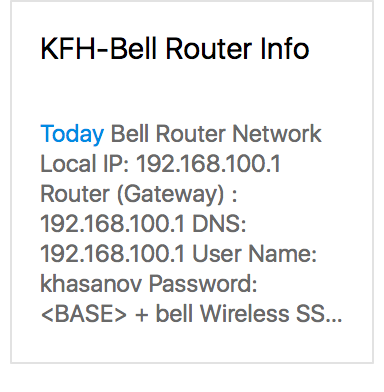 KFH-Bell Router Info
Today Bell Router Network
Local IP: 192.168.100.1
Router (Gateway) :
192.168.100.1 DNS:
192.168.100.1 User Name:
khasanov Password:
<BASE> + bell Wireless SS...